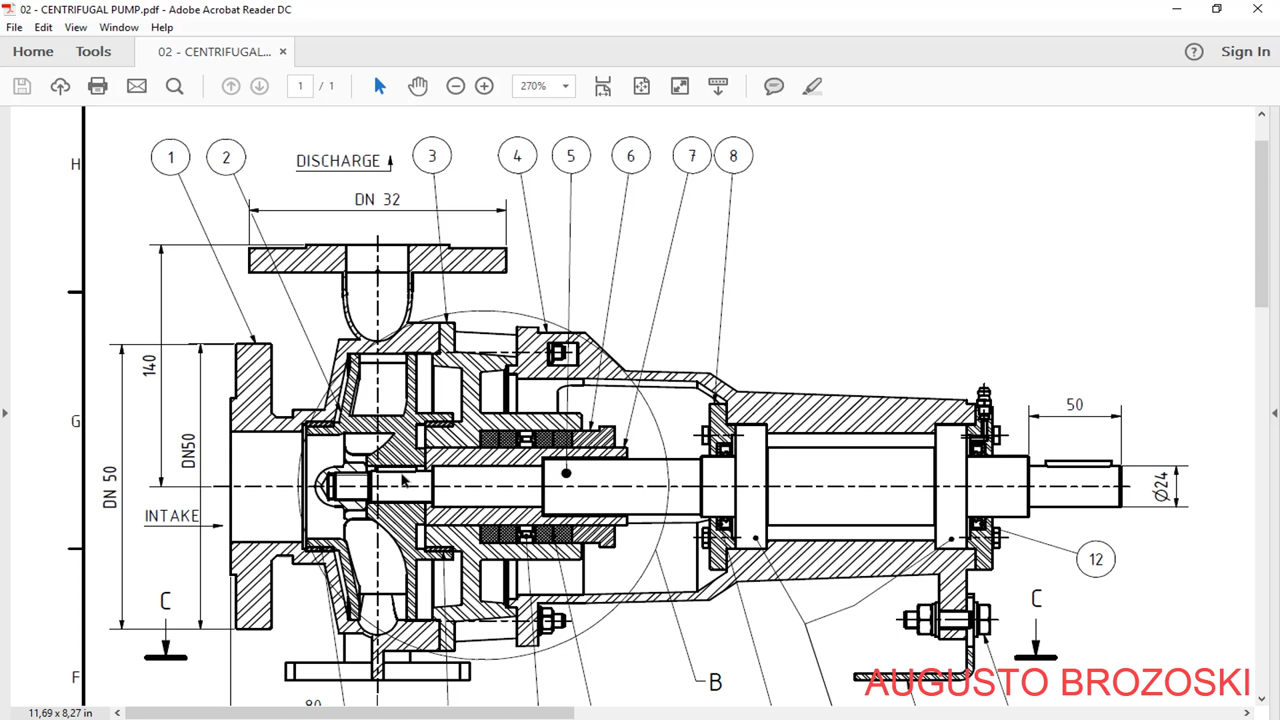 02 - CENTRIFUGAL PUMP.pdf - Adobe Acrobat Reader DC
File Edit View Window Help
Home Tools 02 - CENTRIFUGAL... ×
? Sign In
1 / 1 270%
H
1 2 DISCHARGE 3 4 5 6 7 8
DN 32
140
G
DN 50
DN50
50
Ø24
INTAKE
12
C
C
F
B
80
AUGUSTO BROZOSKI
11,69 x 8,27 in